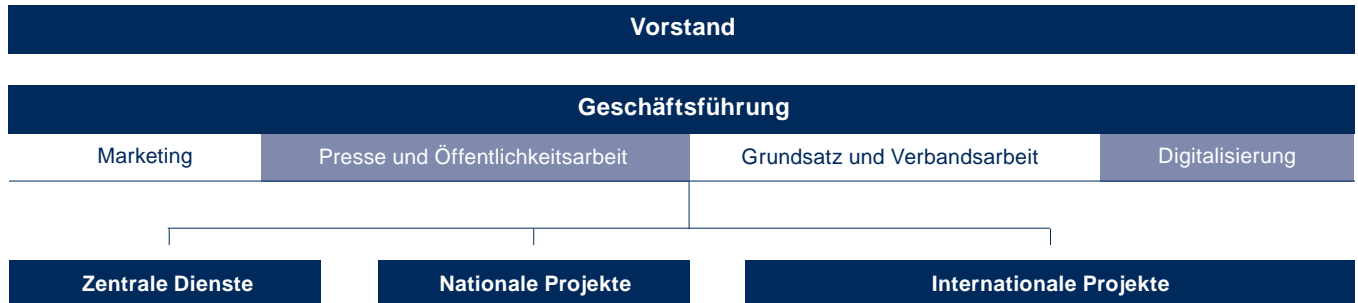 Vorstand
Geschäftsführung
Marketing
Presse und Öffentlichkeitsarbeit
Grundsatz und Verbandsarbeit
Digitalisierung
Zentrale Dienste
Nationale Projekte
Internationale Projekte